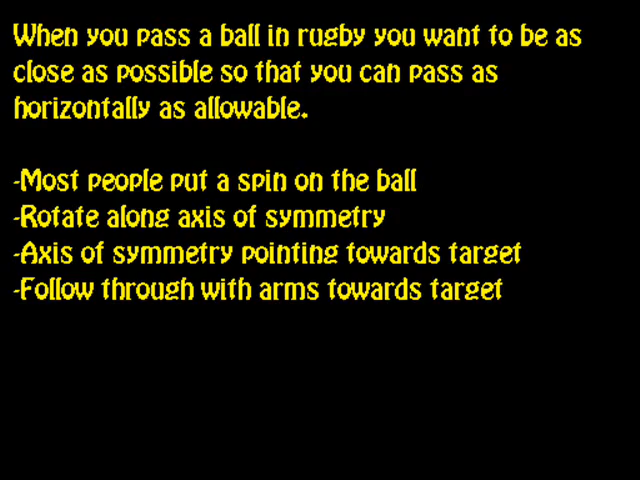 When you pass a ball in rugby you want to be as
close as possible so that you can pass as
horizontally as allowable.
-Most people put a spin on the ball
-Rotate along axis of symmetry
-Axis of symmetry pointing towards target
-Follow through with arms towards target